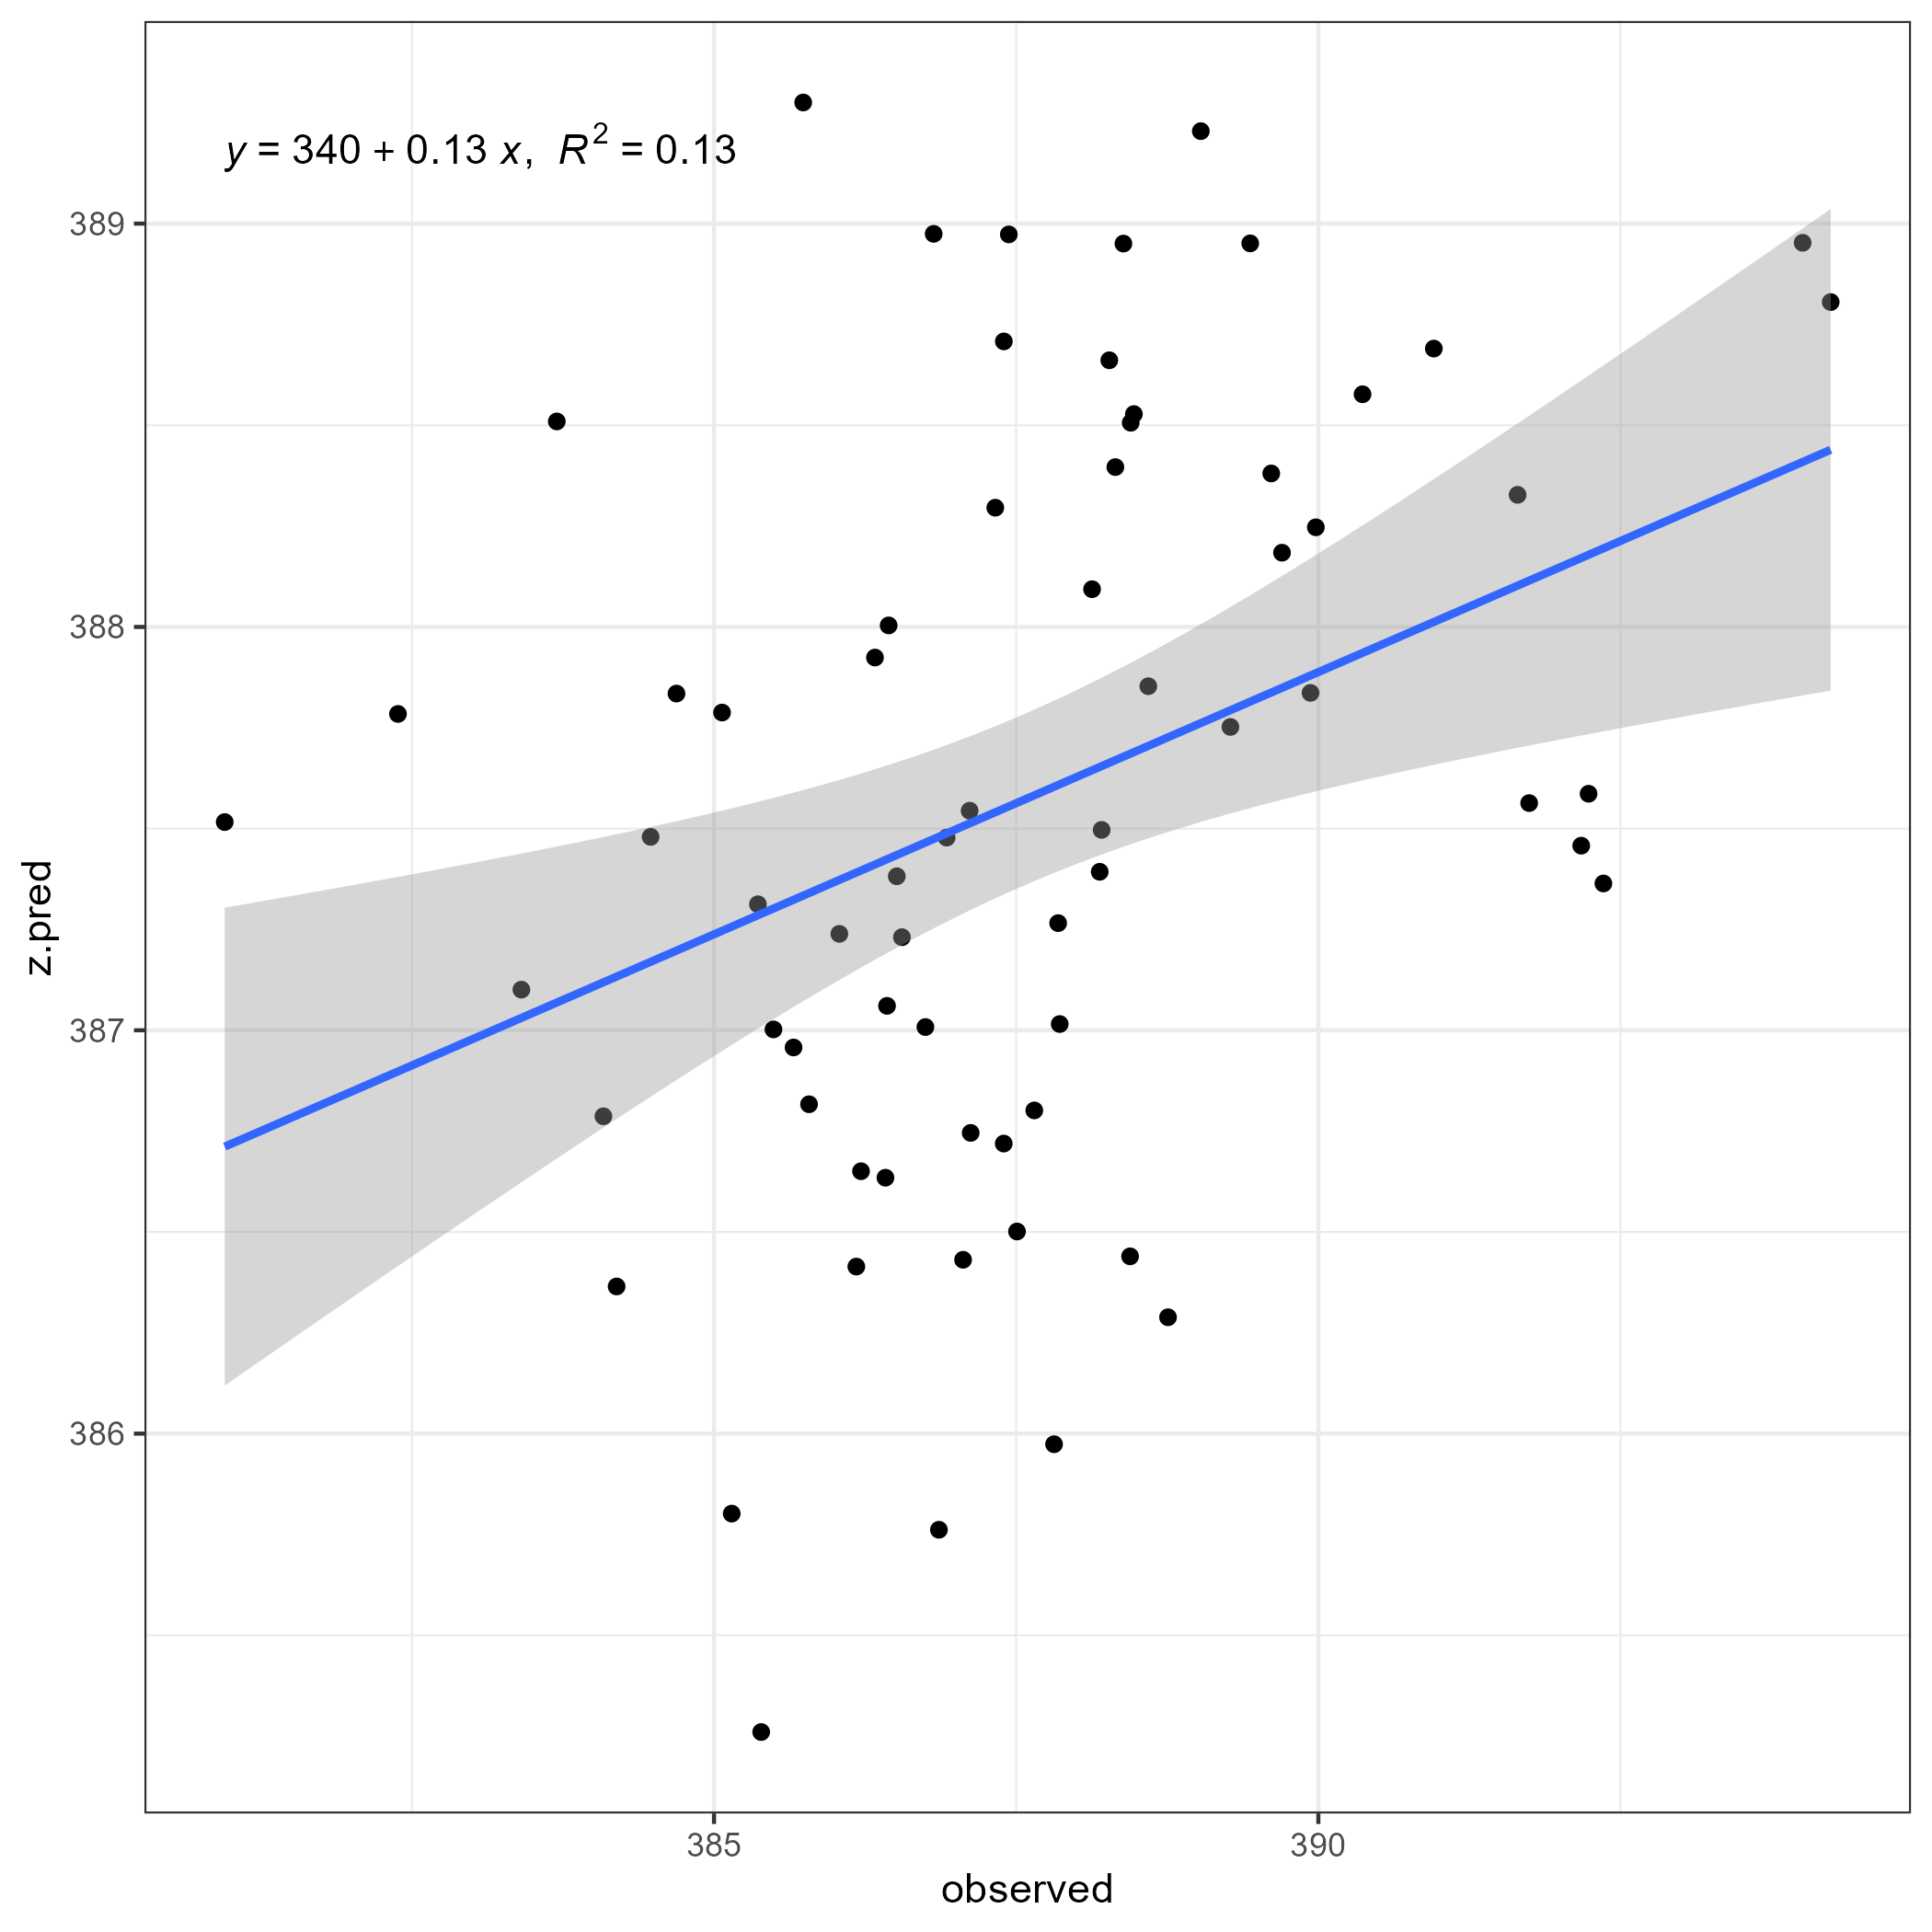 y = 340 + 0.13 x, R² = 0.13
389
388
387
386
z.pred
385 390
observed